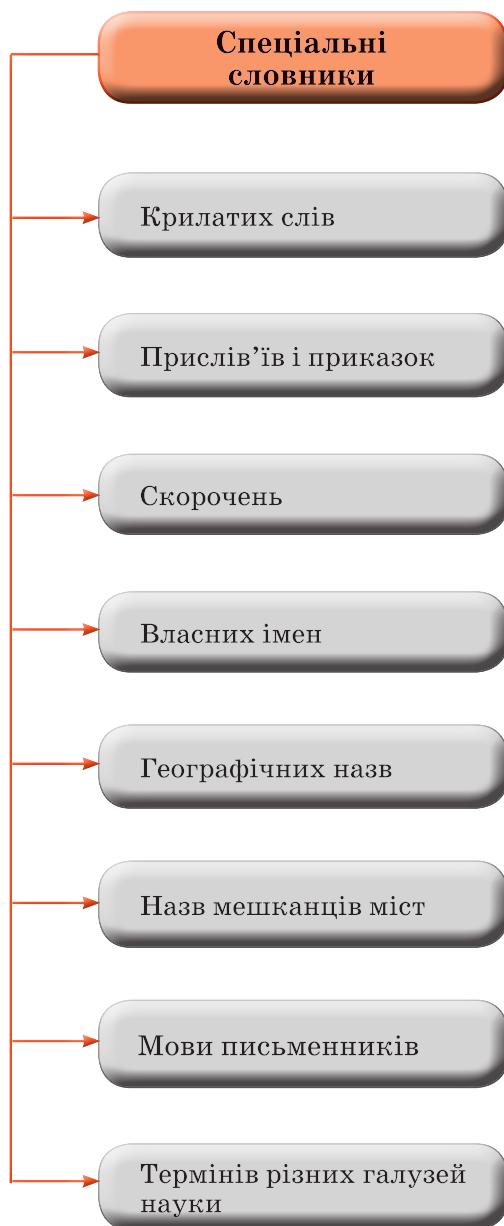 Спеціальні
словники
Крилатих слів
Прислів’їв і приказок
Скорочень
Власних імен
Географічних назв
Назв мешканців міст
Мови письменників
Термінів різних галузей
науки